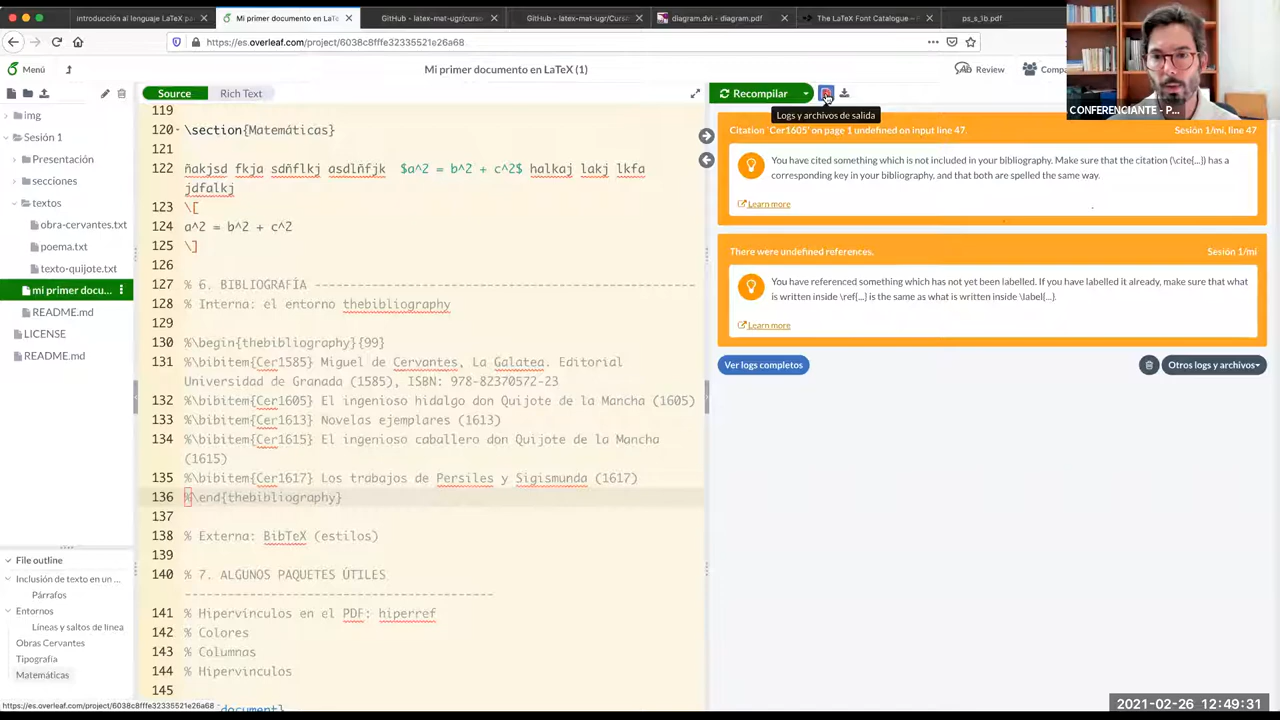 introducción al lenguaje LaTeX pa
Mi primer documento en LaTe
GitHub - latex-mat-ugr/curso
GitHub - latex-mat-ugr/Curso
diagram.dvi - diagram.pdf
The LaTeX Font Catalogue –
ps_s_1b.pdf
https://es.overleaf.com/project/6038c8fffe32335521e26a68
Menú
Mi primer documento en LaTeX (1)
Review
Comp
CONFERENCIANTE - P...
Source
Rich Text
Recompilar
Logs y archivos de salida
img
Sesión 1
Presentación
secciones
textos
obra-cervantes.txt
poema.txt
texto-quijote.txt
mi primer docu...
README.md
LICENSE
README.md
File outline
Inclusión de texto en un ...
Párrafos
Entornos
Líneas y saltos de línea
Obras Cervantes
Tipografía
Matemáticas
https://es.overleaf.com/project/6038c8fffe32335521e26a68
119
120 \section{Matemáticas}
121
122 ñakjsd fkja sdñflkj asdlñfjk $a^2 = b^2 + c^2$ halkaj lakj lkfa
jdfalkj
123 \[
124 a^2 = b^2 + c^2
125 \]
126
127 % 6. BIBLIOGRAFÍA -----------------------------------------------------
128 % Interna: el entorno thebibliography
129
130 %\begin{thebibliography}{99}
131 %\bibitem{Cer1585} Miguel de Cervantes, La Galatea. Editorial
Universidad de Granada (1585), ISBN: 978-82370572-23
132 %\bibitem{Cer1605} El ingenioso hidalgo don Quijote de la Mancha (1605)
133 %\bibitem{Cer1613} Novelas ejemplares (1613)
134 %\bibitem{Cer1615} El ingenioso caballero don Quijote de la Mancha
(1615)
135 %\bibitem{Cer1617} Los trabajos de Persiles y Sigismunda (1617)
136 %\end{thebibliography}
137
138 % Externa: BibTeX (estilos)
139
140 % 7. ALGUNOS PAQUETES ÚTILES
-------------------------------------------
141 % Hipervínculos en el PDF: hiperref
142 % Colores
143 % Columnas
144 % Hipervinculos
145
document}
Citation `Cer1605' on page 1 undefined on input line 47.
Sesión 1/mi, line 47
You have cited something which is not included in your bibliography. Make sure that the citation (\cite{...}) has a
corresponding key in your bibliography, and that both are spelled the same way.
Learn more
There were undefined references.
Sesión 1/mi
You have referenced something which has not yet been labelled. If you have labelled it already, make sure that what
is written inside \ref{...} is the same as what is written inside \label{...}.
Learn more
Ver logs completos
Otros logs y archivos
2021-02-26 12:49:31